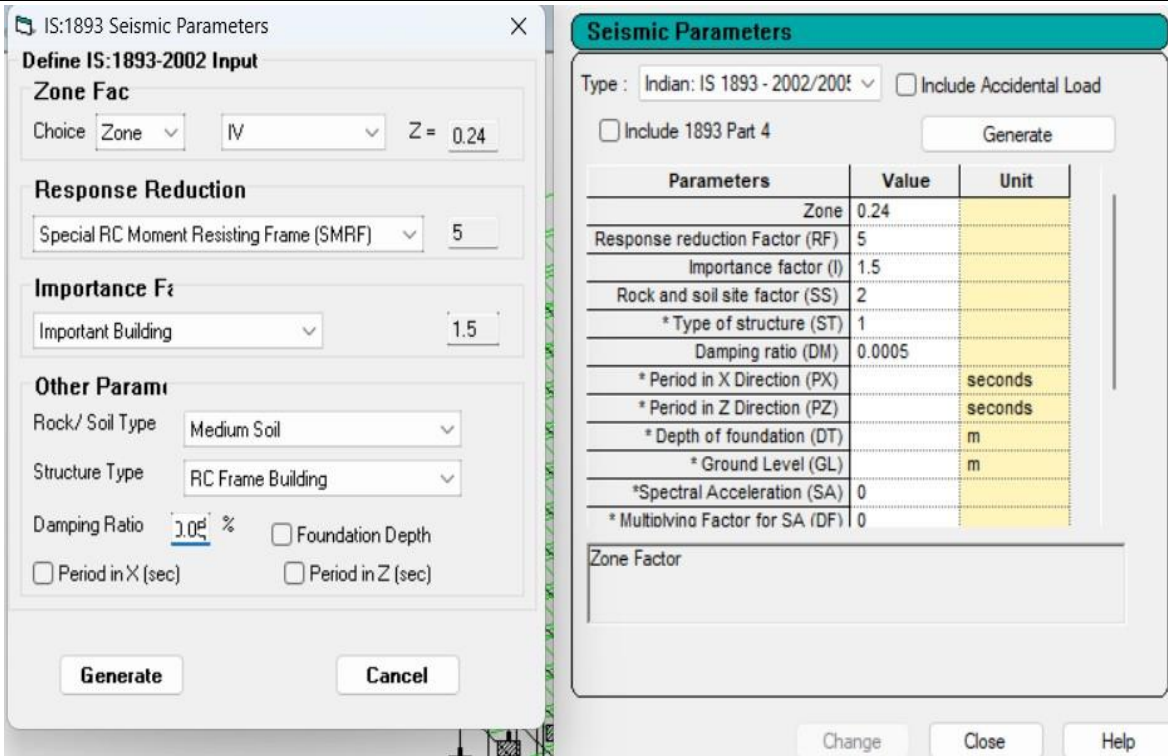 IS:1893 Seismic Parameters
Define IS:1893-2002 Input
Zone Fac
Choice Zone IV Z = 0.24
Response Reduction
Special RC Moment Resisting Frame (SMRF) 5
Importance Fa
Important Building 1.5
Other Param
Rock/ Soil Type Medium Soil
Structure Type RC Frame Building
Damping Ratio 0.05 % Foundation Depth
Period in X (sec) Period in Z (sec)
Generate Cancel
Seismic Parameters
Type : Indian: IS 1893 - 2002/2005 Include Accidental Load
Include 1893 Part 4 Generate
Parameters Value Unit
Zone 0.24
Response reduction Factor (RF) 5
Importance factor (I) 1.5
Rock and soil site factor (SS) 2
* Type of structure (ST) 1
Damping ratio (DM) 0.0005
* Period in X Direction (PX) seconds
* Period in Z Direction (PZ) seconds
* Depth of foundation (DT) m
* Ground Level (GL) m
*Spectral Acceleration (SA) 0
* Multiplying Factor for SA (DF) 0
Zone Factor
Change Close Help